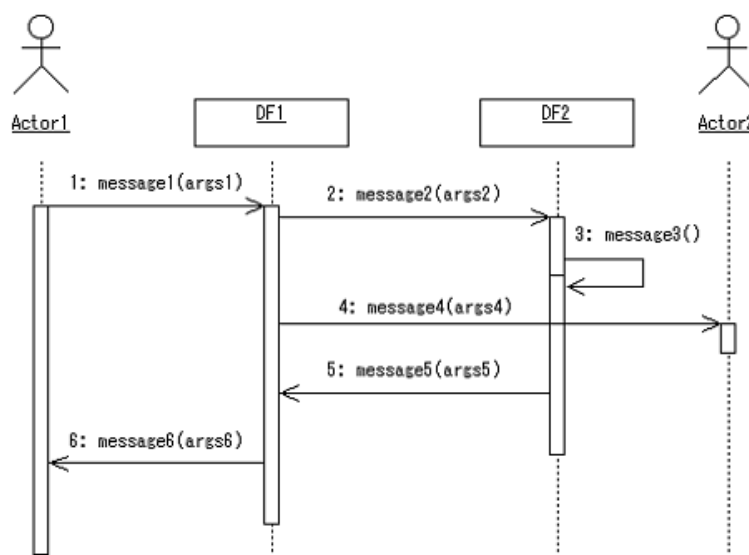 Actor1
DF1
DF2
Actor2
1: message1(args1)
2: message2(args2)
3: message3()
4: message4(args4)
5: message5(args5)
6: message6(args6)